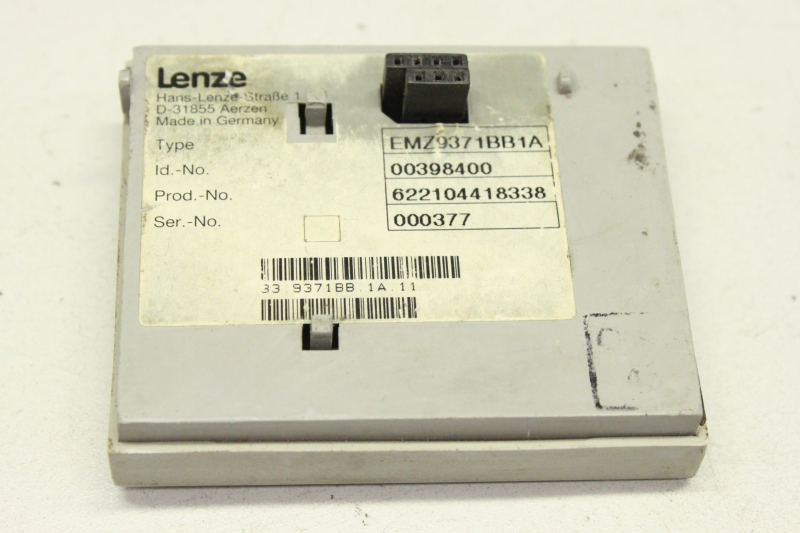 Lenze
Hans-Lenze-Straße 1
D-31855 Aerzen
Made in Germany
Type EMZ9371BB1A
Id.-No. 00398400
Prod.-No. 622104418338
Ser.-No. 000377
33.9371BB.1A.11